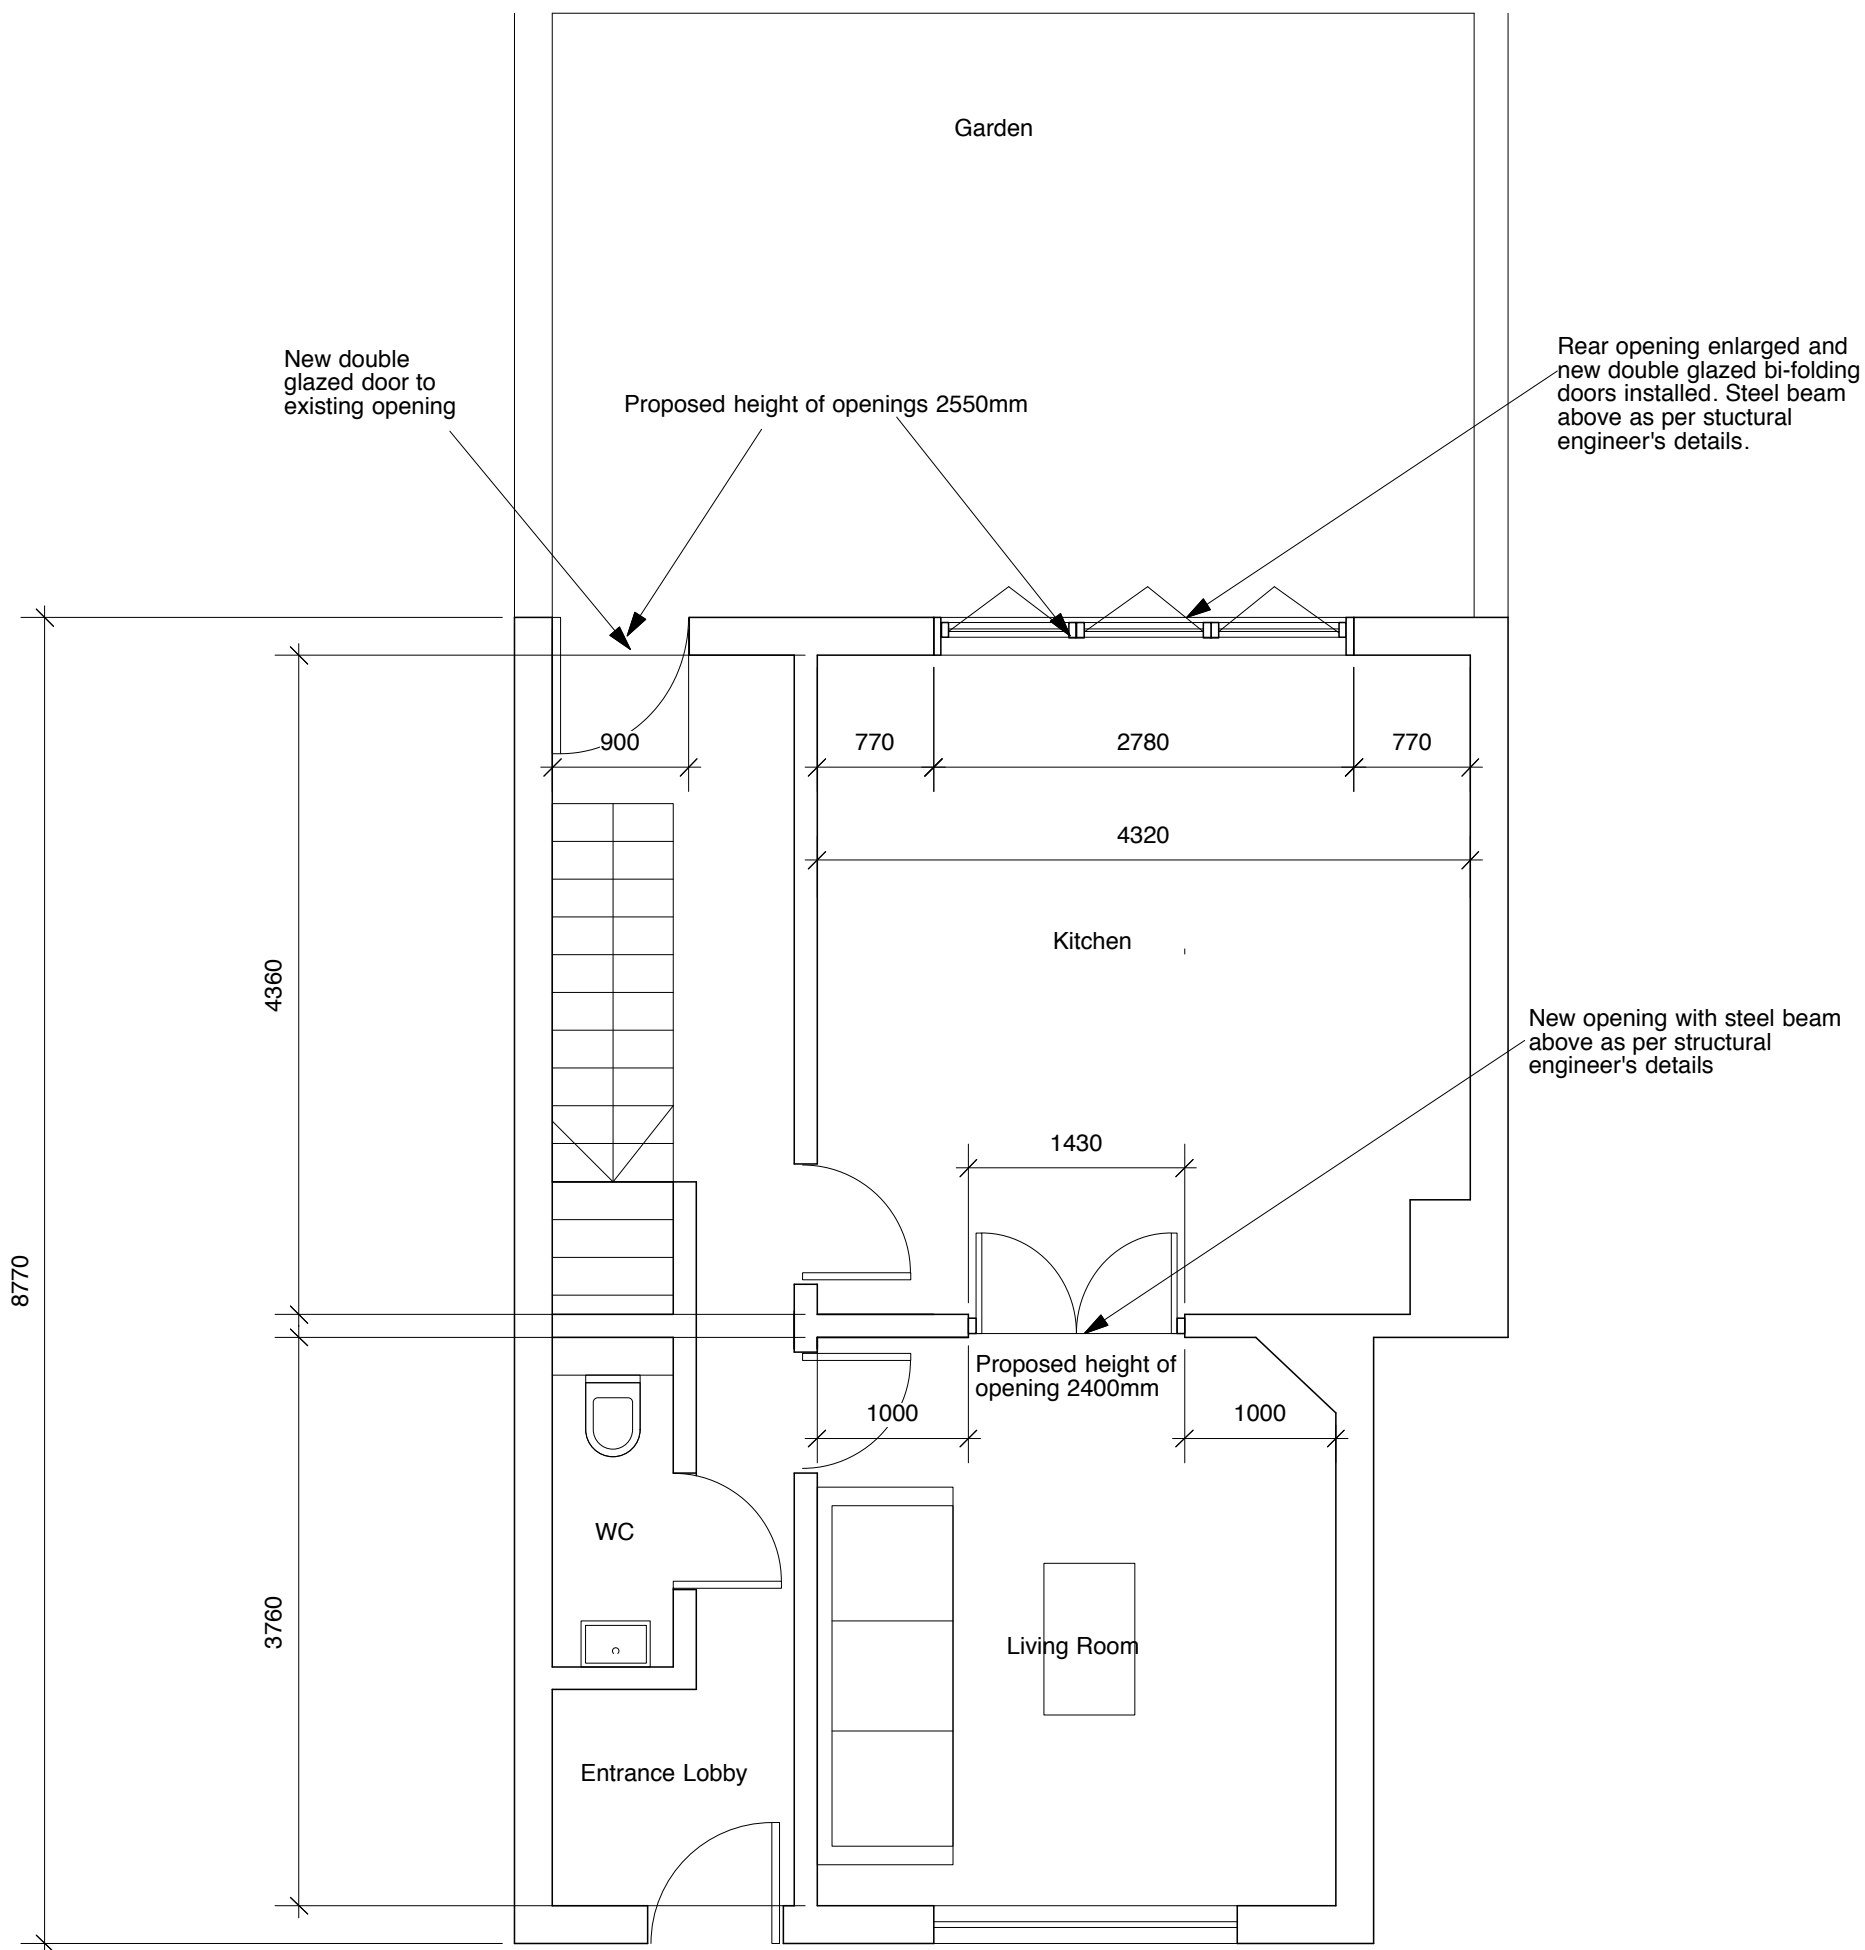 Garden
New double
glazed door to
existing opening
Proposed height of openings 2550mm
Rear opening enlarged and
new double glazed bi-folding
doors installed. Steel beam
above as per stuctural
engineer's details.
900
770
2780
770
4320
Kitchen
4360
New opening with steel beam
above as per structural
engineer's details
1430
8770
Proposed height of
opening 2400mm
1000
1000
WC
3760
Living Room
Entrance Lobby